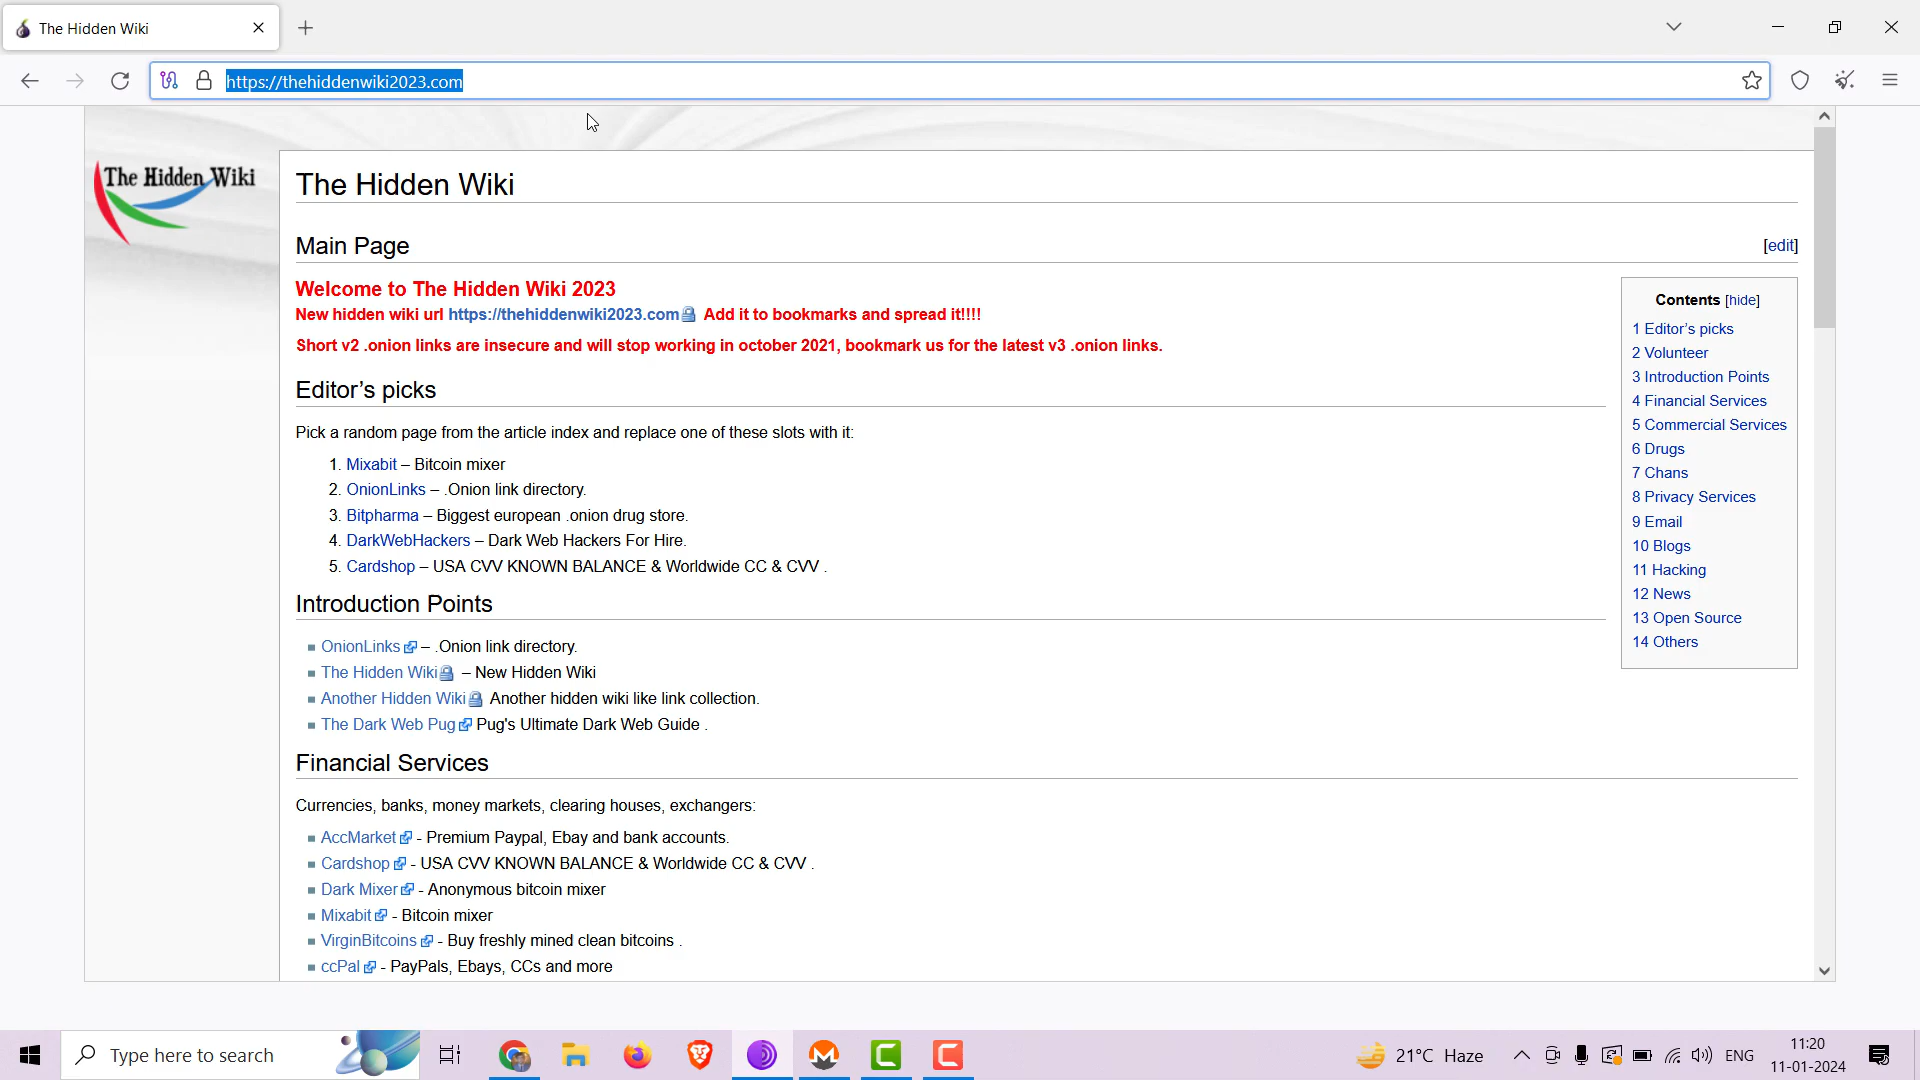 The Hidden Wiki
https://thehiddenwiki2023.com
The Hidden Wiki
The Hidden Wiki
Main Page
[edit]
Welcome to The Hidden Wiki 2023
New hidden wiki url https://thehiddenwiki2023.com Add it to bookmarks and spread it!!!!
Short v2 .onion links are insecure and will stop working in october 2021, bookmark us for the latest v3 .onion links.
Editor’s picks
Pick a random page from the article index and replace one of these slots with it:
1. Mixabit – Bitcoin mixer
2. OnionLinks – .Onion link directory.
3. Bitpharma – Biggest european .onion drug store.
4. DarkWebHackers – Dark Web Hackers For Hire.
5. Cardshop – USA CVV KNOWN BALANCE & Worldwide CC & CVV .
Introduction Points
OnionLinks – .Onion link directory.
The Hidden Wiki – New Hidden Wiki
Another Hidden Wiki Another hidden wiki like link collection.
The Dark Web Pug Pug's Ultimate Dark Web Guide .
Financial Services
Currencies, banks, money markets, clearing houses, exchangers:
AccMarket - Premium Paypal, Ebay and bank accounts.
Cardshop - USA CVV KNOWN BALANCE & Worldwide CC & CVV .
Dark Mixer - Anonymous bitcoin mixer
Mixabit - Bitcoin mixer
VirginBitcoins - Buy freshly mined clean bitcoins .
ccPal - PayPals, Ebays, CCs and more
Contents [hide]
1 Editor’s picks
2 Volunteer
3 Introduction Points
4 Financial Services
5 Commercial Services
6 Drugs
7 Chans
8 Privacy Services
9 Email
10 Blogs
11 Hacking
12 News
13 Open Source
14 Others
Type here to search
21°C Haze
ENG
11:20
11-01-2024